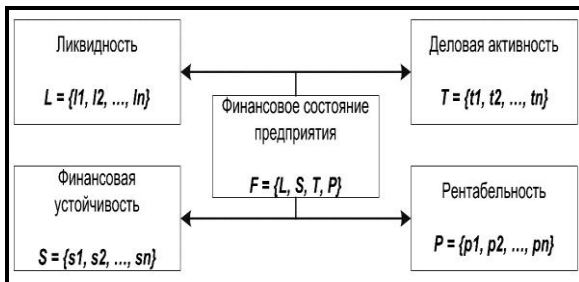 Ликвидность
L = {l1, l2, ..., ln}
Деловая активность
T = {t1, t2, ..., tn}
Финансовое состояние
предприятия
F = {L, S, T, P}
Финансовая
устойчивость
S = {s1, s2, ..., sn}
Рентабельность
P = {p1, p2, ..., pn}